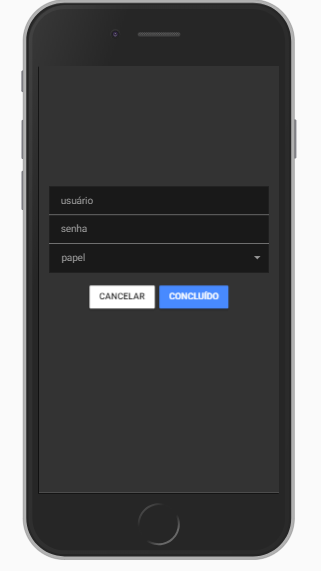 usuário
senha
papel
CANCELAR CONCLUÍDO